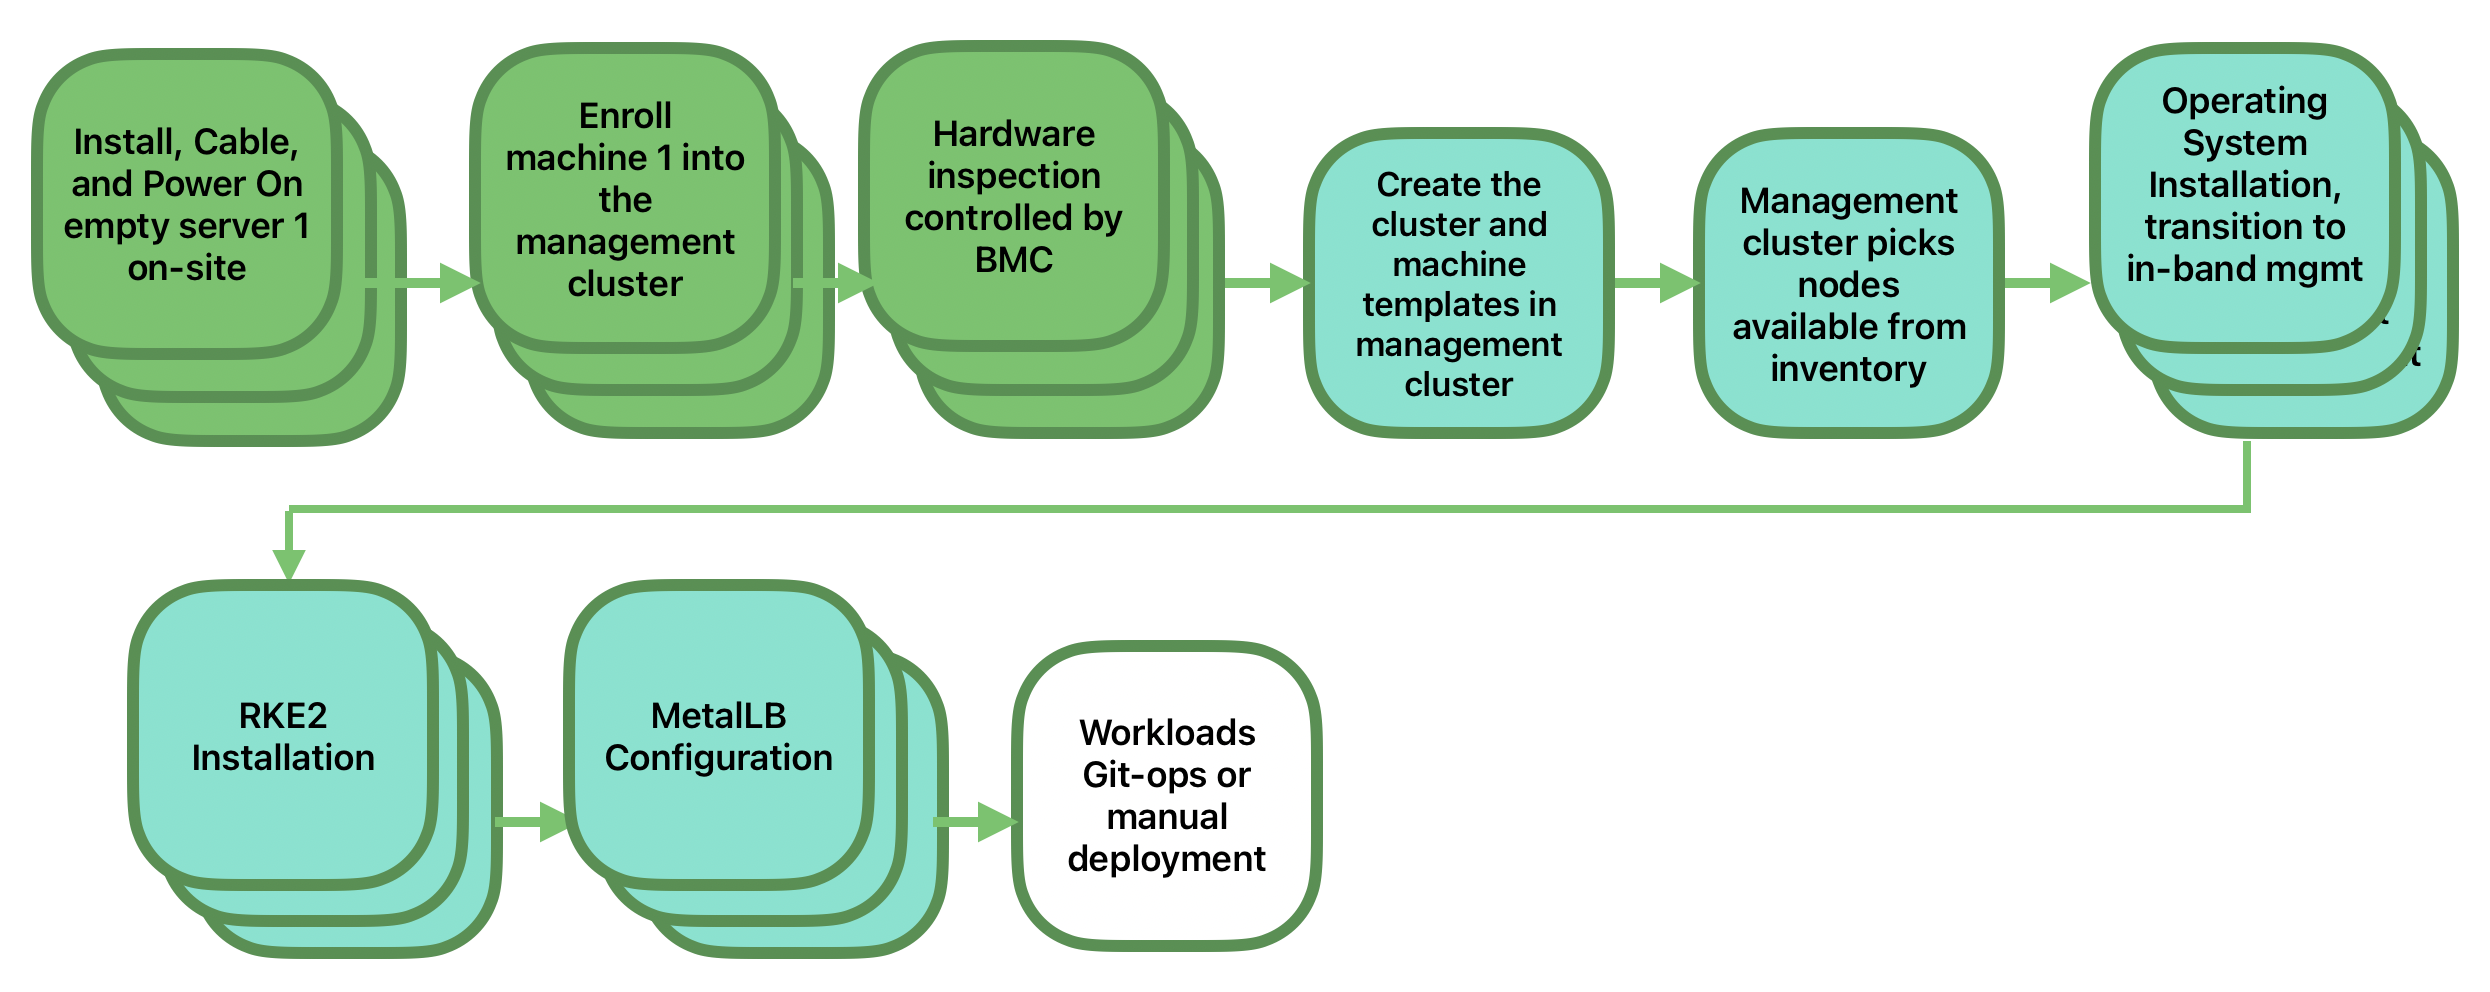 Install, Cable,
and Power On
empty server 1
on-site
Enroll
machine 1 into
the
management
cluster
Hardware
inspection
controlled by
BMC
Create the
cluster and
machine
templates in
management
cluster
Management
cluster picks
nodes
available from
inventory
Operating
System
Installation,
transition to
in-band mgmt
RKE2
Installation
MetalLB
Configuration
Workloads
Git-ops or
manual
deployment